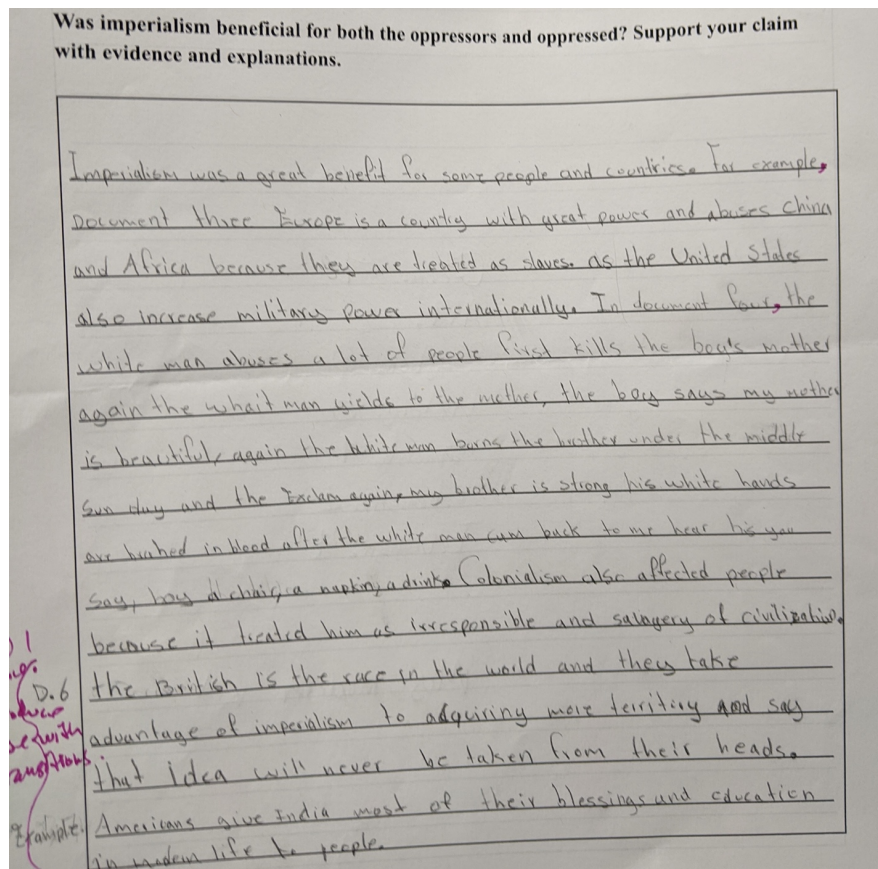 Was imperialism beneficial for both the oppressors and oppressed? Support your claim
with evidence and explanations.
Imperialism was a great benefit for some people and countries. For example,
Document three Europe is a country with great power and abuses China
and Africa because they are treated as slaves. as the United States
also increase military power internationally. In document four, the
white man abuses a lot of people first kills the boy's mother
again the whait man yields to the mother, the boy says my mother
is beautiful, again the white man burns the brother under the middle
Sun day and the again, my brother is strong his white hands
are in blood after the white man cum back to me hear his you
say, boy a a napkin, a drink. Colonialism also affected people
because it treated him as irresponsible and salvagery of civilization.
D.6 the British is the race in the world and they take
advantage of imperialism to adquiring more territory and say
that idea will never be taken from their heads.
Example: Americans give India most of their blessings and education
in modern life to people.